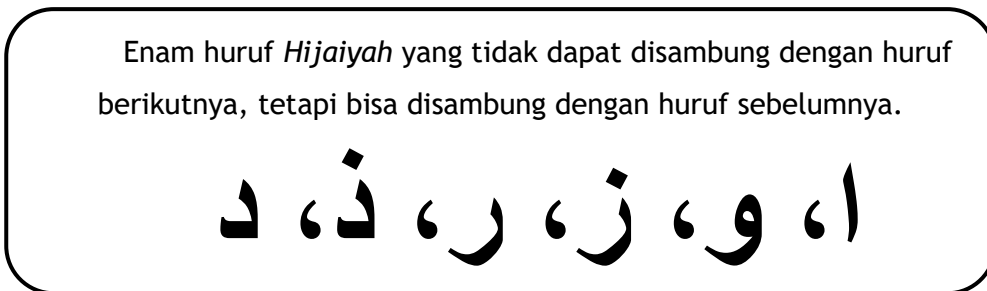 Enam huruf Hijaiyah yang tidak dapat disambung dengan huruf
berikutnya, tetapi bisa disambung dengan huruf sebelumnya.
ا، و، ز، ر، ذ، د